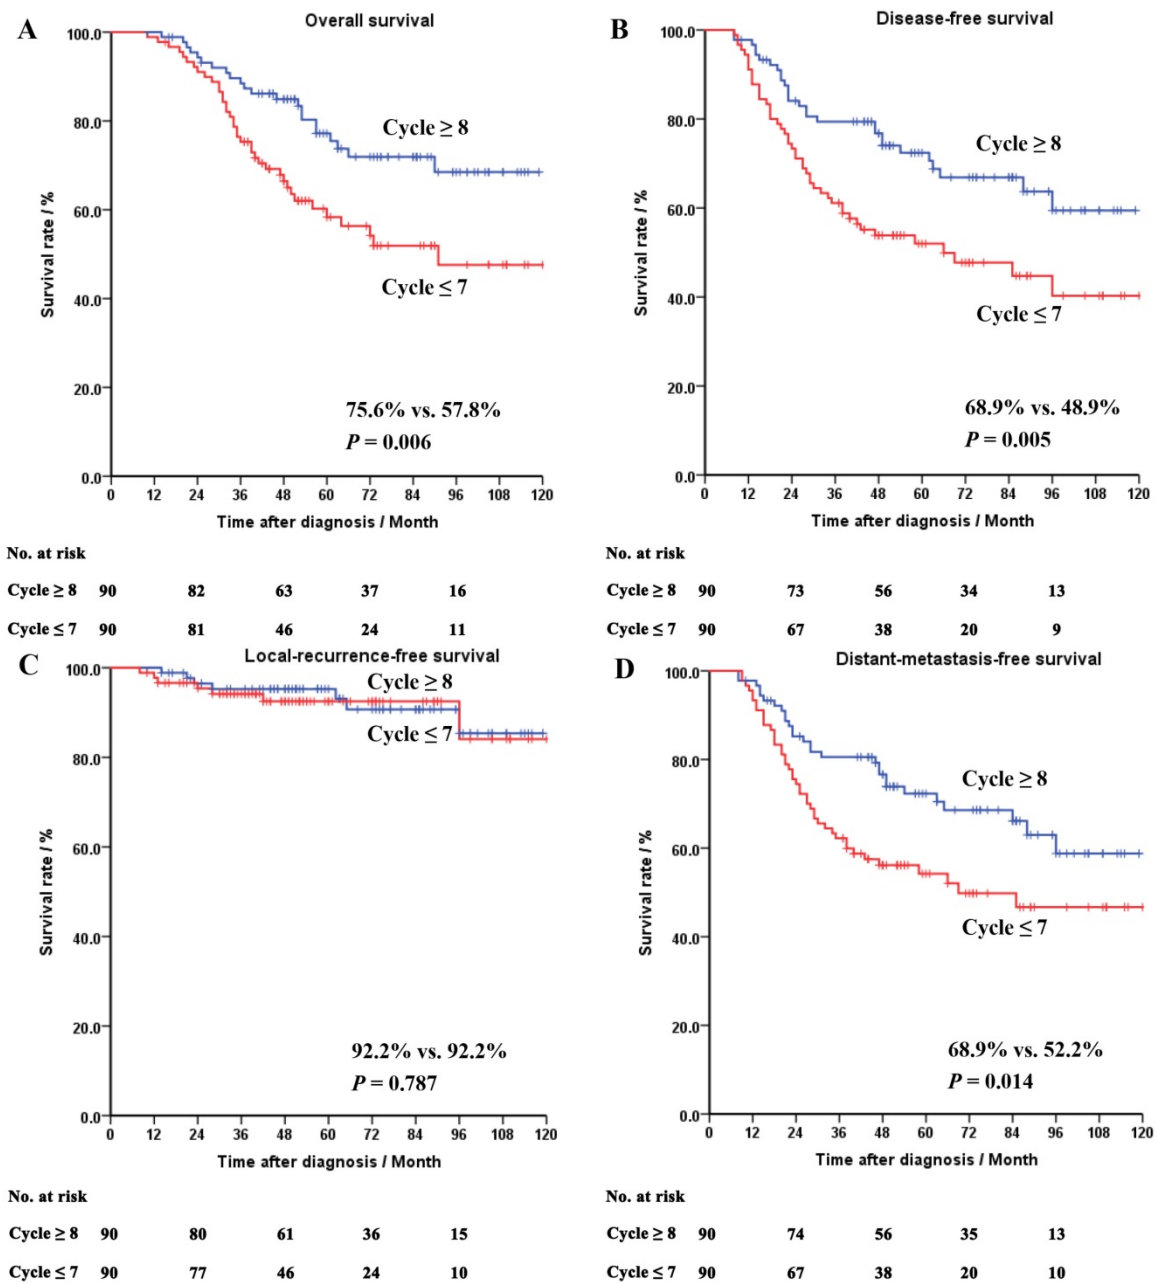 A
Overall survival
100.0
80.0
60.0
40.0
20.0
0.0
Survival rate / %
Cycle ≥ 8
Cycle ≤ 7
75.6% vs. 57.8%
P = 0.006
0 12 24 36 48 60 72 84 96 108 120
Time after diagnosis / Month
No. at risk
Cycle ≥ 8 90 82 63 37 16
Cycle ≤ 7 90 81 46 24 11
B
Disease-free survival
100.0
80.0
60.0
40.0
20.0
0.0
Survival rate / %
Cycle ≥ 8
Cycle ≤ 7
68.9% vs. 48.9%
P = 0.005
0 12 24 36 48 60 72 84 96 108 120
Time after diagnosis / Month
No. at risk
Cycle ≥ 8 90 73 56 34 13
Cycle ≤ 7 90 67 38 20 9
C
Local-recurrence-free survival
100.0
80.0
60.0
40.0
20.0
0.0
Survival rate / %
Cycle ≥ 8
Cycle ≤ 7
92.2% vs. 92.2%
P = 0.787
0 12 24 36 48 60 72 84 96 108 120
Time after diagnosis / Month
No. at risk
Cycle ≥ 8 90 80 61 36 15
Cycle ≤ 7 90 77 46 24 10
D
Distant-metastasis-free survival
100.0
80.0
60.0
40.0
20.0
0.0
Survival rate / %
Cycle ≥ 8
Cycle ≤ 7
68.9% vs. 52.2%
P = 0.014
0 12 24 36 48 60 72 84 96 108 120
Time after diagnosis / Month
No. at risk
Cycle ≥ 8 90 74 56 35 13
Cycle ≤ 7 90 67 38 20 10